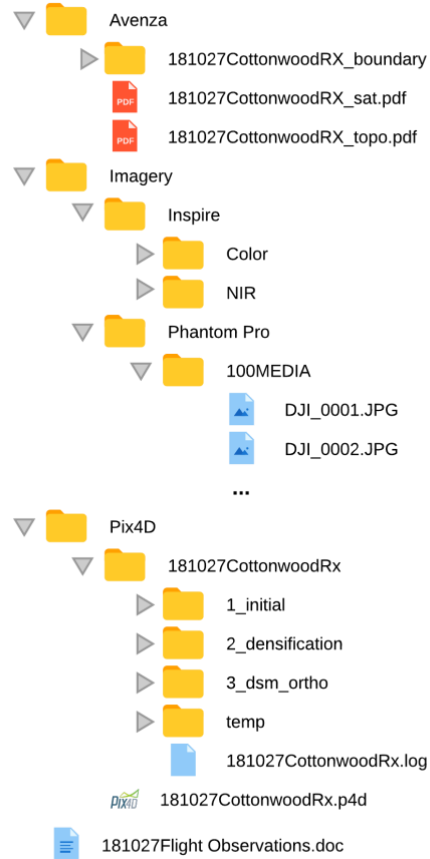 Avenza
181027CottonwoodRX_boundary
PDF 181027CottonwoodRX_sat.pdf
PDF 181027CottonwoodRX_topo.pdf
Imagery
Inspire
Color
NIR
Phantom Pro
100MEDIA
DJI_0001.JPG
DJI_0002.JPG
...
Pix4D
181027CottonwoodRx
1_initial
2_densification
3_dsm_ortho
temp
181027CottonwoodRx.log
Pix4D 181027CottonwoodRx.p4d
181027Flight Observations.doc